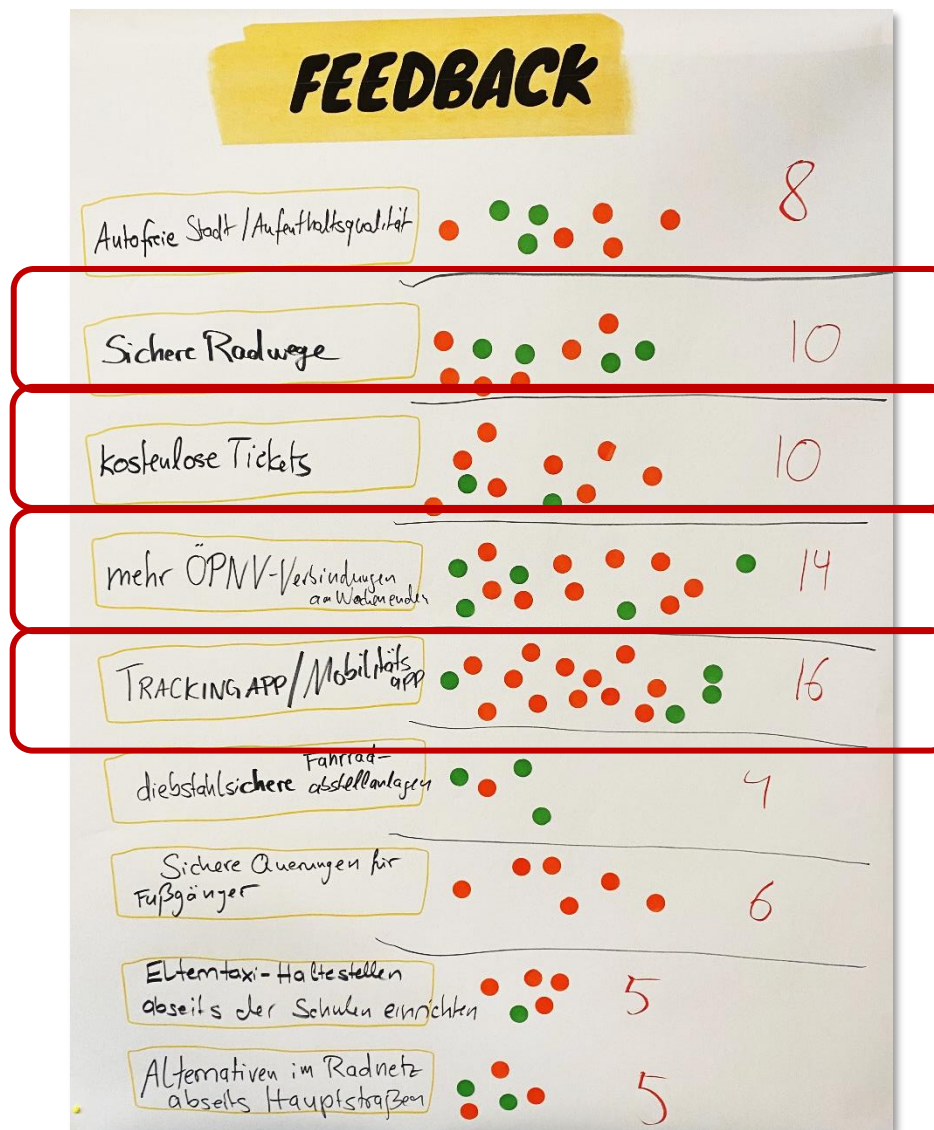 FEEDBACK
Autofreie Stadt / Aufenthaltsqualität
8
Sichere Radwege
10
kostenlose Tickets
10
mehr ÖPNV-Verbindungen
am Wochenende
14
TRACKING APP / Mobilitäts
app
16
Fahrrad-
diebstahlsichere abstellanlagen
4
Sichere Querungen für
Fußgänger
6
Elterntaxi-Haltestellen
abseits der Schulen einrichten
5
Alternativen im Radnetz
abseits Hauptstraßen
5